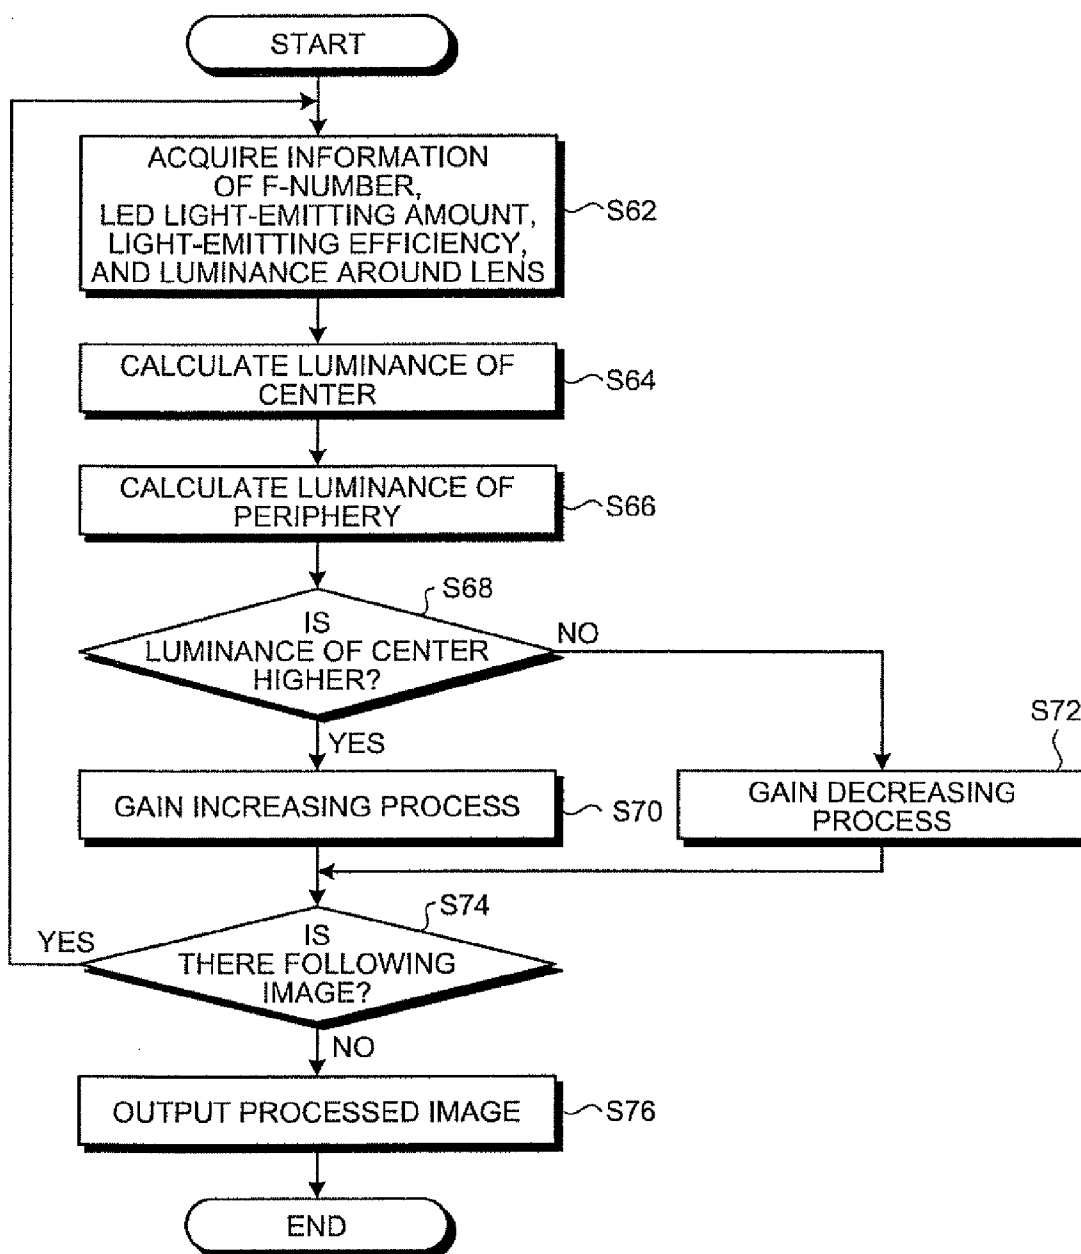 START
ACQUIRE INFORMATION
OF F-NUMBER,
LED LIGHT-EMITTING AMOUNT,
LIGHT-EMITTING EFFICIENCY,
AND LUMINANCE AROUND LENS
S62
CALCULATE LUMINANCE OF
CENTER
S64
CALCULATE LUMINANCE OF
PERIPHERY
S66
S68
IS
LUMINANCE OF CENTER
HIGHER?
NO
YES
S72
GAIN INCREASING PROCESS
S70
GAIN DECREASING
PROCESS
S74
YES
IS
THERE FOLLOWING
IMAGE?
NO
OUTPUT PROCESSED IMAGE
S76
END